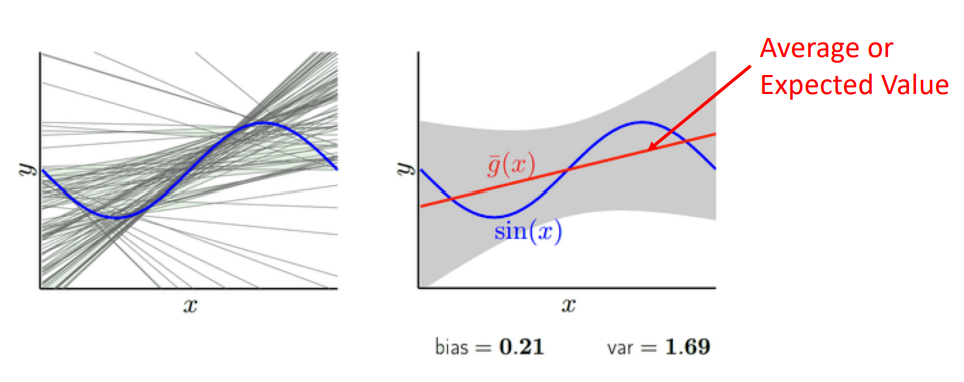 Average or
Expected Value
y
x
y
ḡ(x)
sin(x)
x
bias = 0.21
var = 1.69